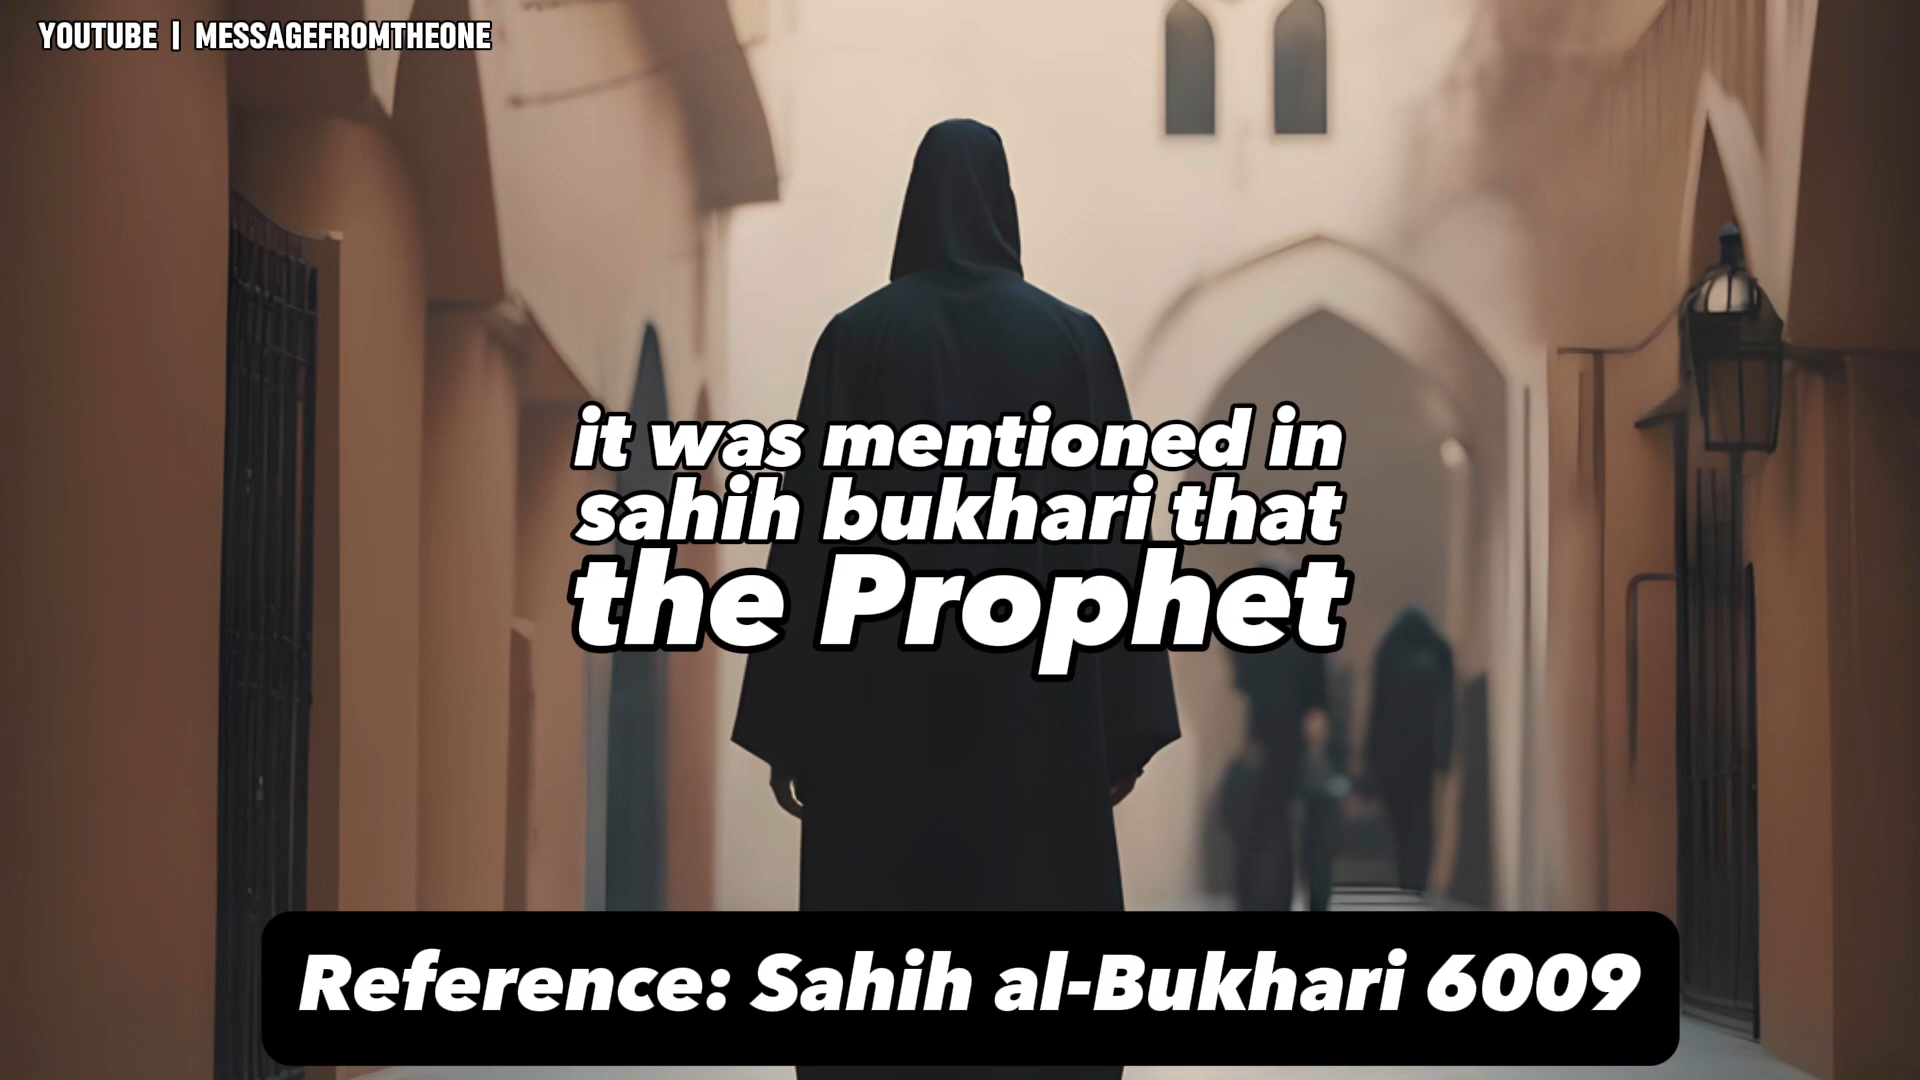 YOUTUBE | MESSAGEFROMTHEONE
it was mentioned in
sahih bukhari that
the Prophet
Reference: Sahih al-Bukhari 6009